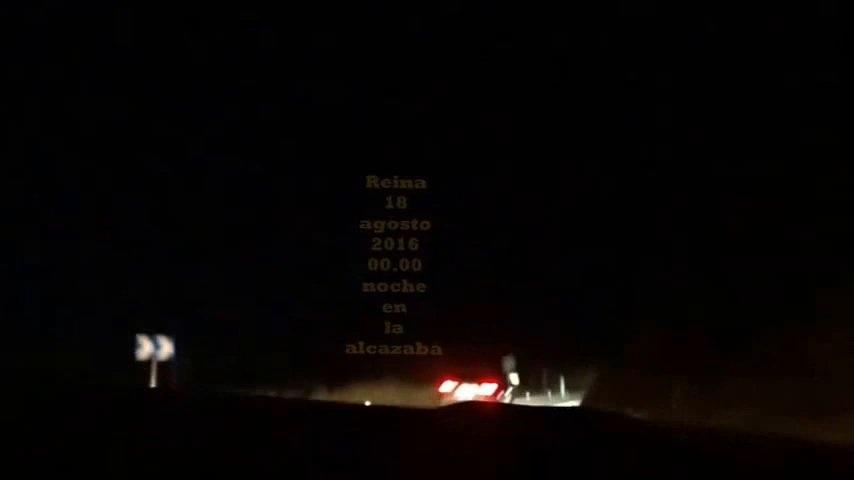 Reina
18
agosto
2016
00.00
noche
en
la
alcazaba